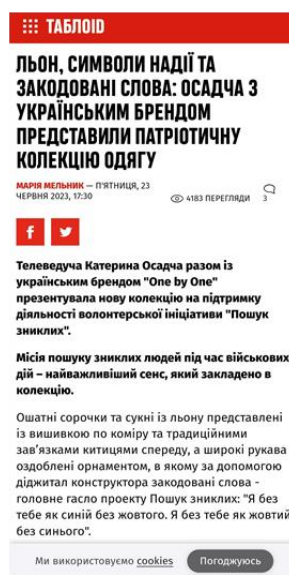 ТАБЛОID
ЛЬОН, СИМВОЛИ НАДІЇ ТА
ЗАКОДОВАНІ СЛОВА: ОСАДЧА З
УКРАЇНСЬКИМ БРЕНДОМ
ПРЕДСТАВИЛИ ПАТРІОТИЧНУ
КОЛЕКЦІЮ ОДЯГУ
МАРІЯ МЕЛЬНИК — П'ЯТНИЦЯ, 23
ЧЕРВНЯ 2023, 17:30
4183 ПЕРЕГЛЯДИ
3
f
Телеведуча Катерина Осадча разом із
українським брендом "One by One"
презентувала нову колекцію на підтримку
діяльності волонтерської ініціативи "Пошук
зниклих".
Місія пошуку зниклих людей під час військових
дій – найважливіший сенс, який закладено в
колекцію.
Ошатні сорочки та сукні із льону представлені
із вишивкою по коміру та традиційними
зав'язками китицями спереду, а широкі рукава
оздоблені орнаментом, в якому за допомогою
діджитал конструктора закодовані слова -
головне гасло проекту Пошук зниклих: "Я без
тебе як синій без жовтого. Я без тебе як жовтий
без синього".
Ми використовуємо cookies
Погоджуюсь